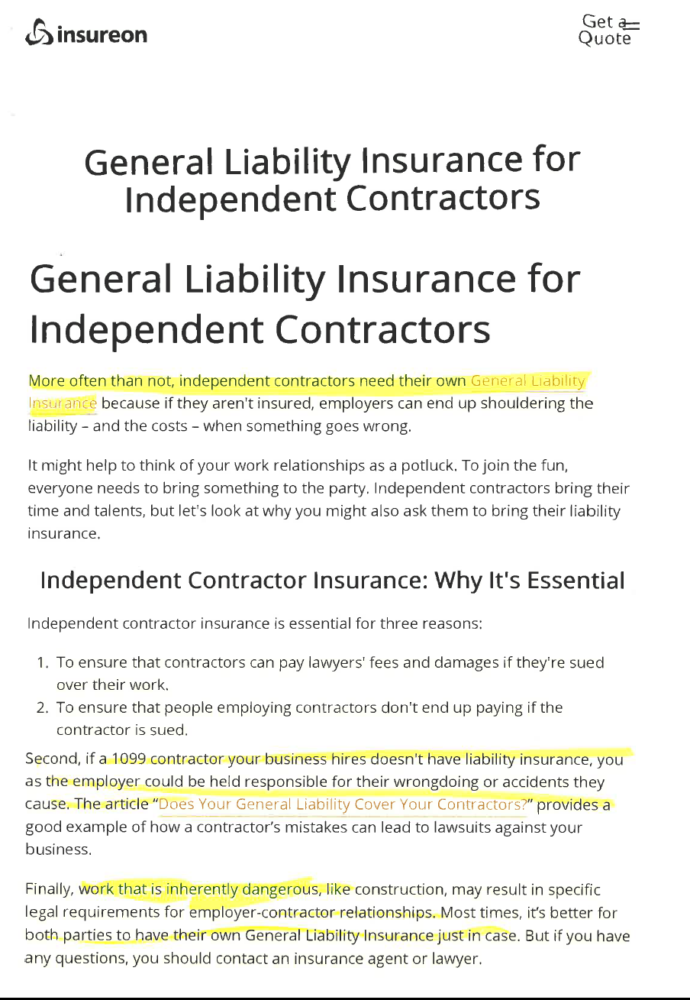 insureon
Get a
Quote
General Liability Insurance for
Independent Contractors
General Liability Insurance for
Independent Contractors
More often than not, independent contractors need their own General Liability
Insurance because if they aren't insured, employers can end up shouldering the
liability – and the costs – when something goes wrong.
It might help to think of your work relationships as a potluck. To join the fun,
everyone needs to bring something to the party. Independent contractors bring their
time and talents, but let's look at why you might also ask them to bring their liability
insurance.
Independent Contractor Insurance: Why It's Essential
Independent contractor insurance is essential for three reasons:
1. To ensure that contractors can pay lawyers' fees and damages if they're sued
over their work.
2. To ensure that people employing contractors don't end up paying if the
contractor is sued.
Second, if a 1099 contractor your business hires doesn't have liability insurance, you
as the employer could be held responsible for their wrongdoing or accidents they
cause. The article “Does Your General Liability Cover Your Contractors?” provides a
good example of how a contractor’s mistakes can lead to lawsuits against your
business.
Finally, work that is inherently dangerous, like construction, may result in specific
legal requirements for employer-contractor relationships. Most times, it’s better for
both parties to have their own General Liability Insurance just in case. But if you have
any questions, you should contact an insurance agent or lawyer.